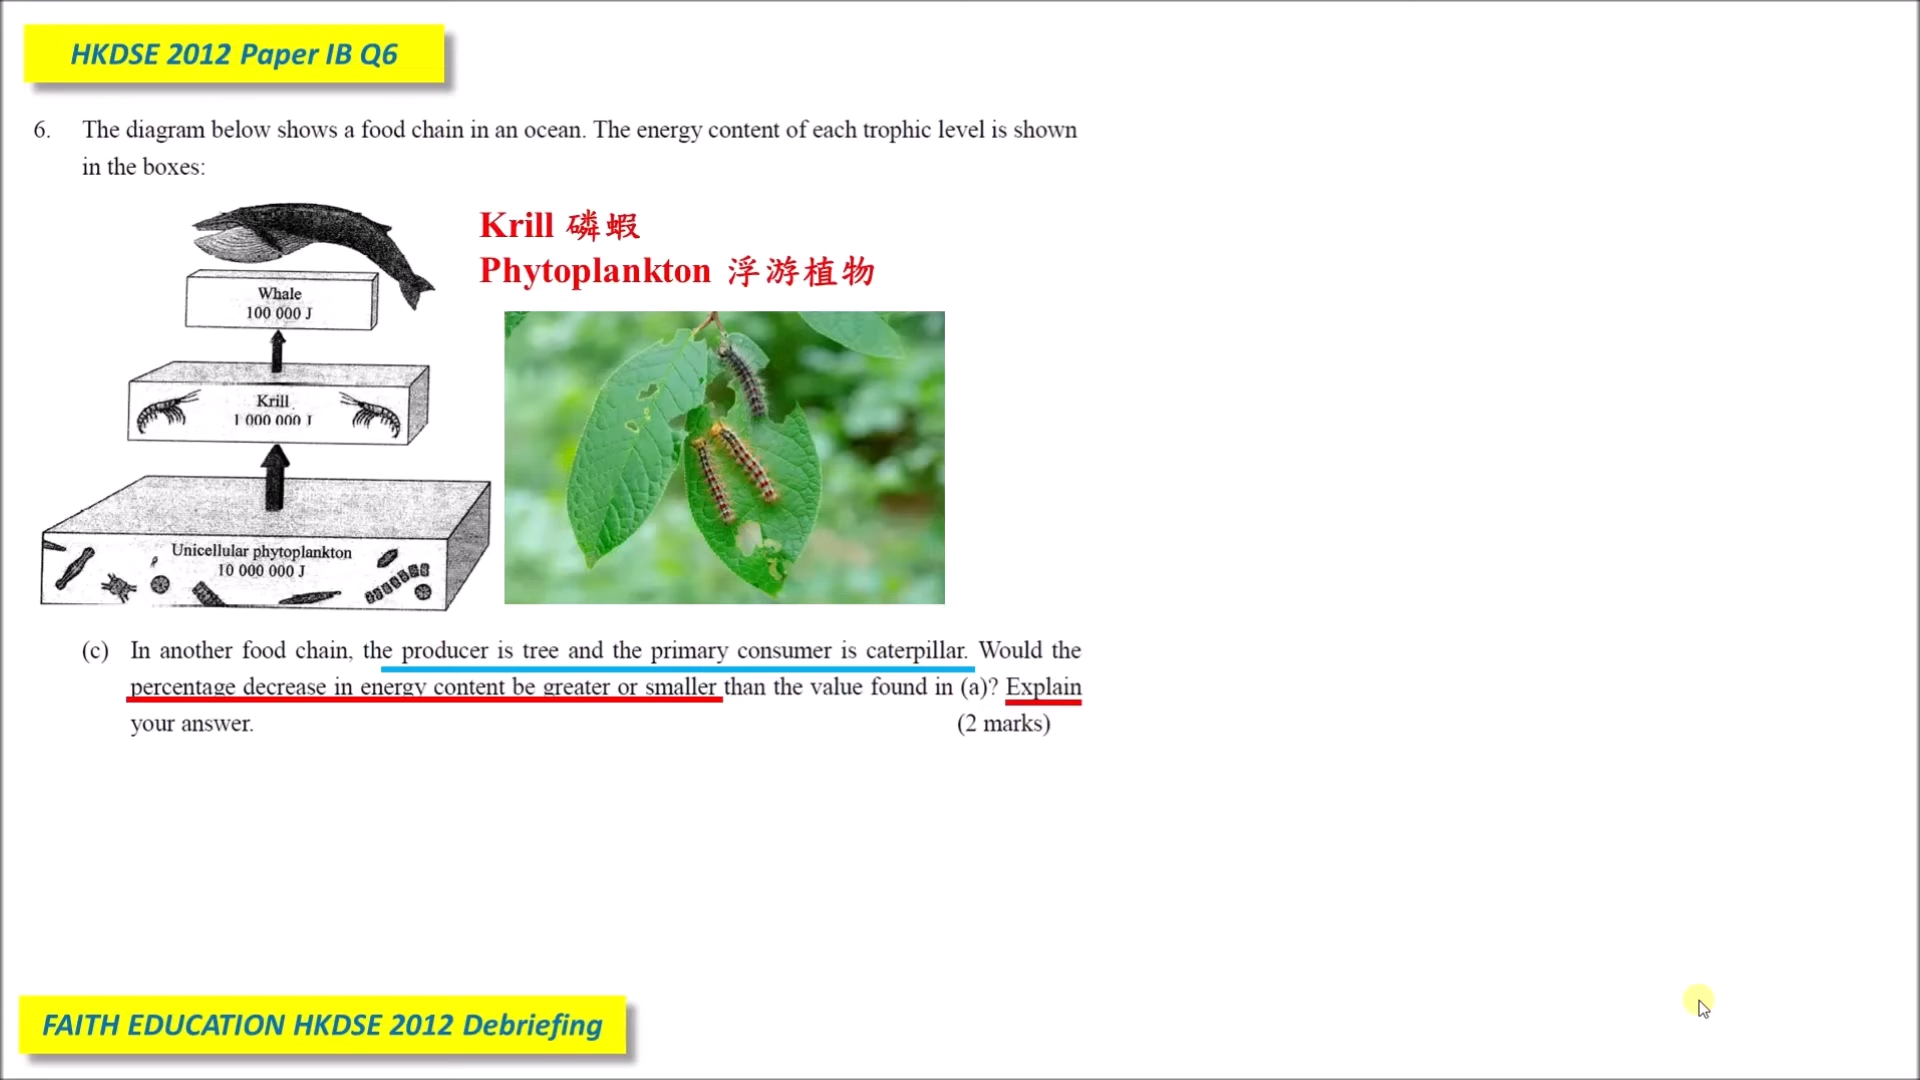 HKDSE 2012 Paper IB Q6
6. The diagram below shows a food chain in an ocean. The energy content of each trophic level is shown
in the boxes:
Krill 磷蝦
Phytoplankton 浮游植物
Whale
100 000 J
Krill
1 000 000 J
Unicellular phytoplankton
10 000 000 J
(c) In another food chain, the producer is tree and the primary consumer is caterpillar. Would the
percentage decrease in energy content be greater or smaller than the value found in (a)? Explain
your answer. (2 marks)
FAITH EDUCATION HKDSE 2012 Debriefing